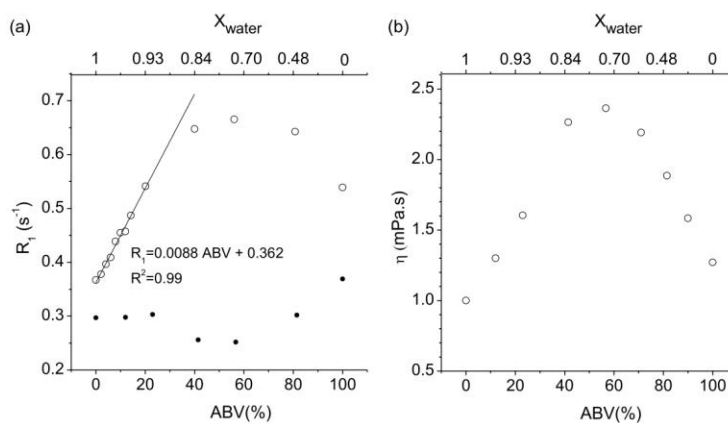 (a)
X_water
1 0.93 0.84 0.70 0.48 0
0.7
0.6
0.5
0.4
0.3
0.2
R_1 (s^-1)
R_1=0.0088 ABV + 0.362
R^2=0.99
0 20 40 60 80 100
ABV(%)
(b)
X_water
1 0.93 0.84 0.70 0.48 0
2.5
2.0
1.5
1.0
0.5
η (mPa.s)
0 20 40 60 80 100
ABV(%)